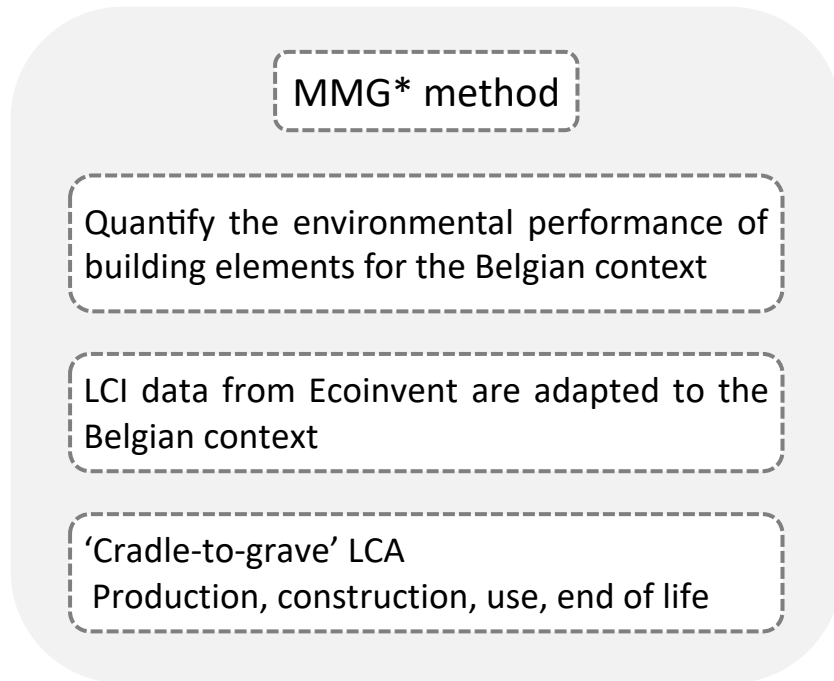 MMG* method
Quantify the environmental performance of
building elements for the Belgian context
LCI data from Ecoinvent are adapted to the
Belgian context
‘Cradle-to-grave’ LCA
Production, construction, use, end of life